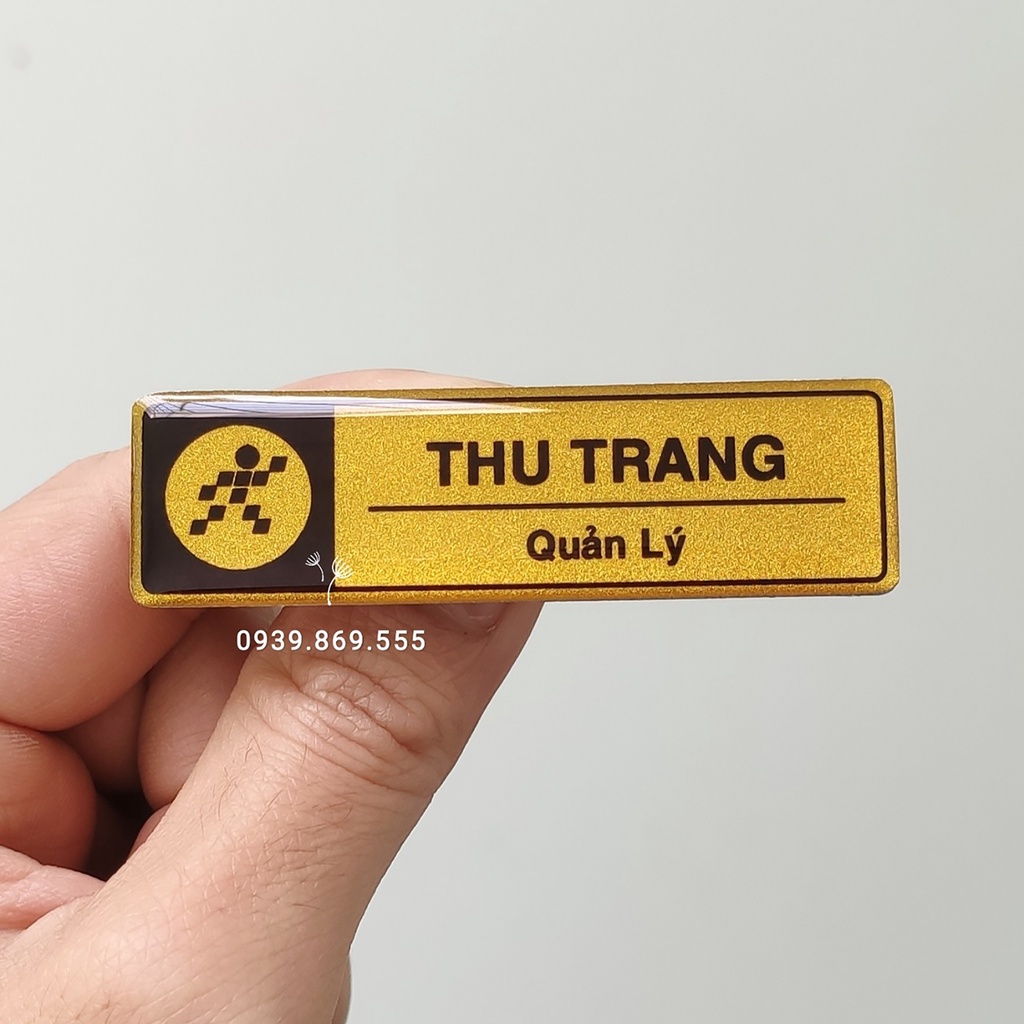 THU TRANG
Quản Lý
0939.869.555